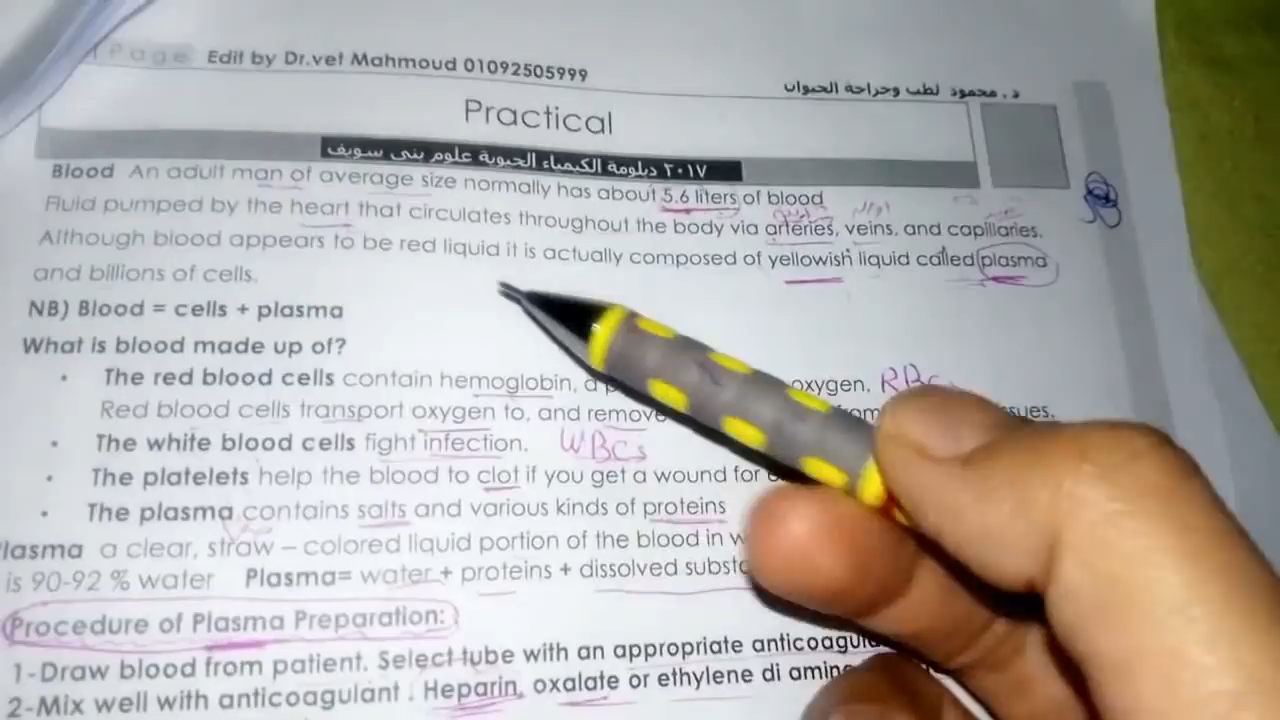 Page Edit by Dr.vet Mahmoud 01092505999
د. محمود لطب وجراحة الحيوان
Practical
٢٠١٧ دبلومة الكيمياء الحيوية علوم بنى سويف
Blood An adult man of average size normally has about 5.6 liters of blood
Fluid pumped by the heart that circulates throughout the body via arteries, veins, and capillaries.
Although blood appears to be red liquid it is actually composed of yellowish liquid called plasma
and billions of cells.
NB) Blood = cells + plasma
What is blood made up of?
• The red blood cells contain hemoglobin, oxygen. RBCs
Red blood cells transport oxygen to, and remove
• The white blood cells fight infection. WBCs
• The platelets help the blood to clot if you get a wound for
• The plasma contains salts and various kinds of proteins
lasma a clear, straw – colored liquid portion of the blood in
is 90-92 % water Plasma= water + proteins + dissolved
Procedure of Plasma Preparation:
1-Draw blood from patient. Select tube with an appropriate
2-Mix well with anticoagulant . Heparin, oxalate or ethylene di